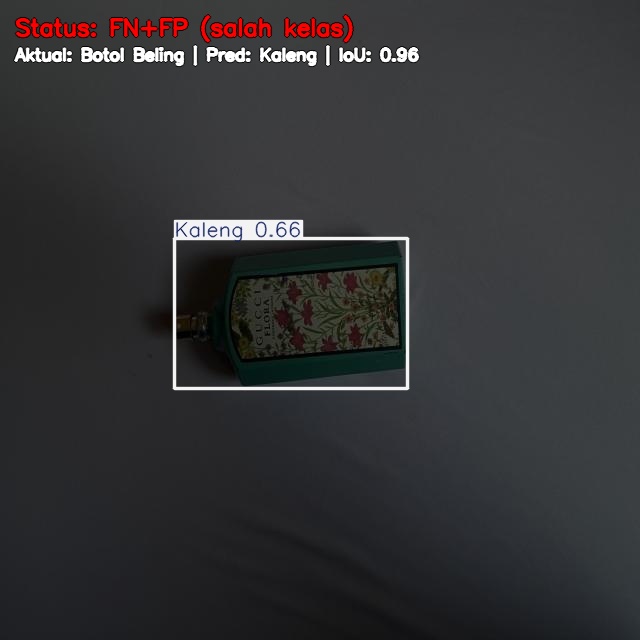 Status: FN+FP (salah kelas)
Aktual: Botol Beling | Pred: Kaleng | IoU: 0.96
Kaleng 0.66
GUCCI
FLORA